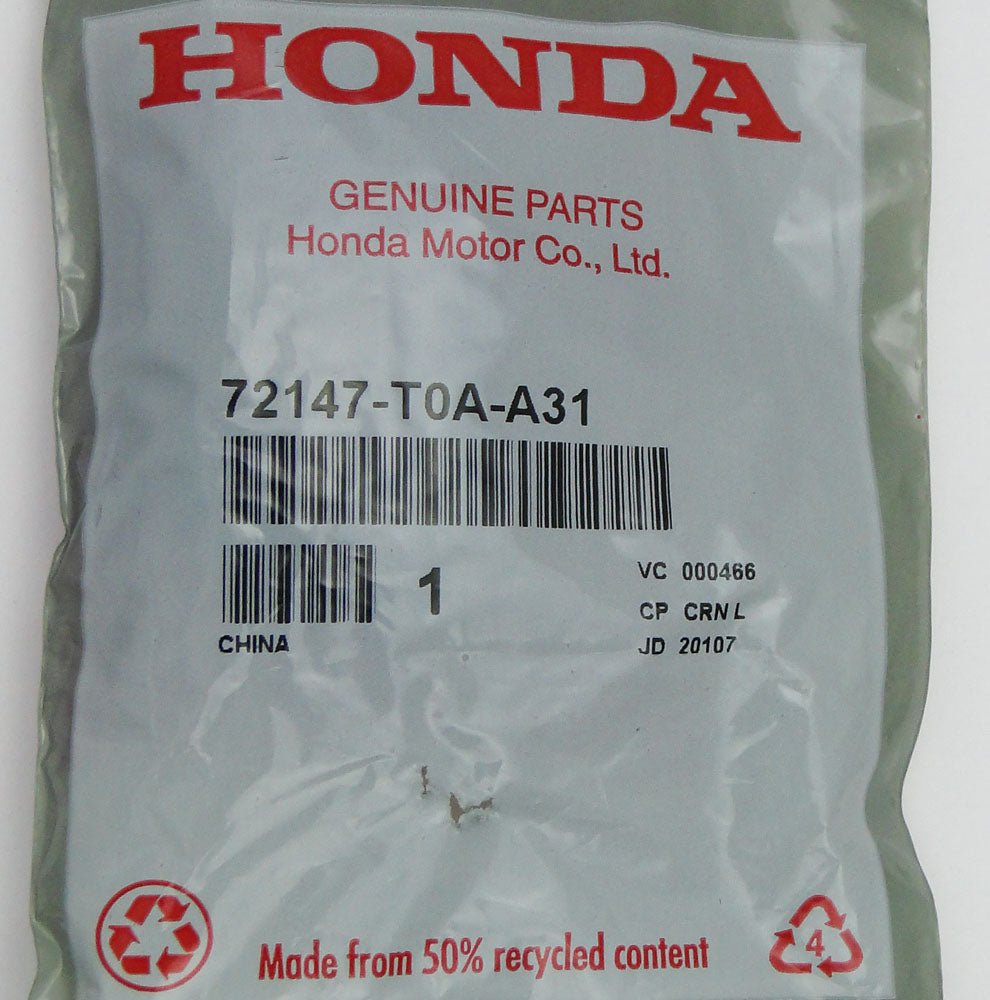 HONDA
GENUINE PARTS
Honda Motor Co., Ltd.
72147-T0A-A31
1
VC 000466
CP CRN L
CHINA
JD 20107
Made from 50% recycled content
4